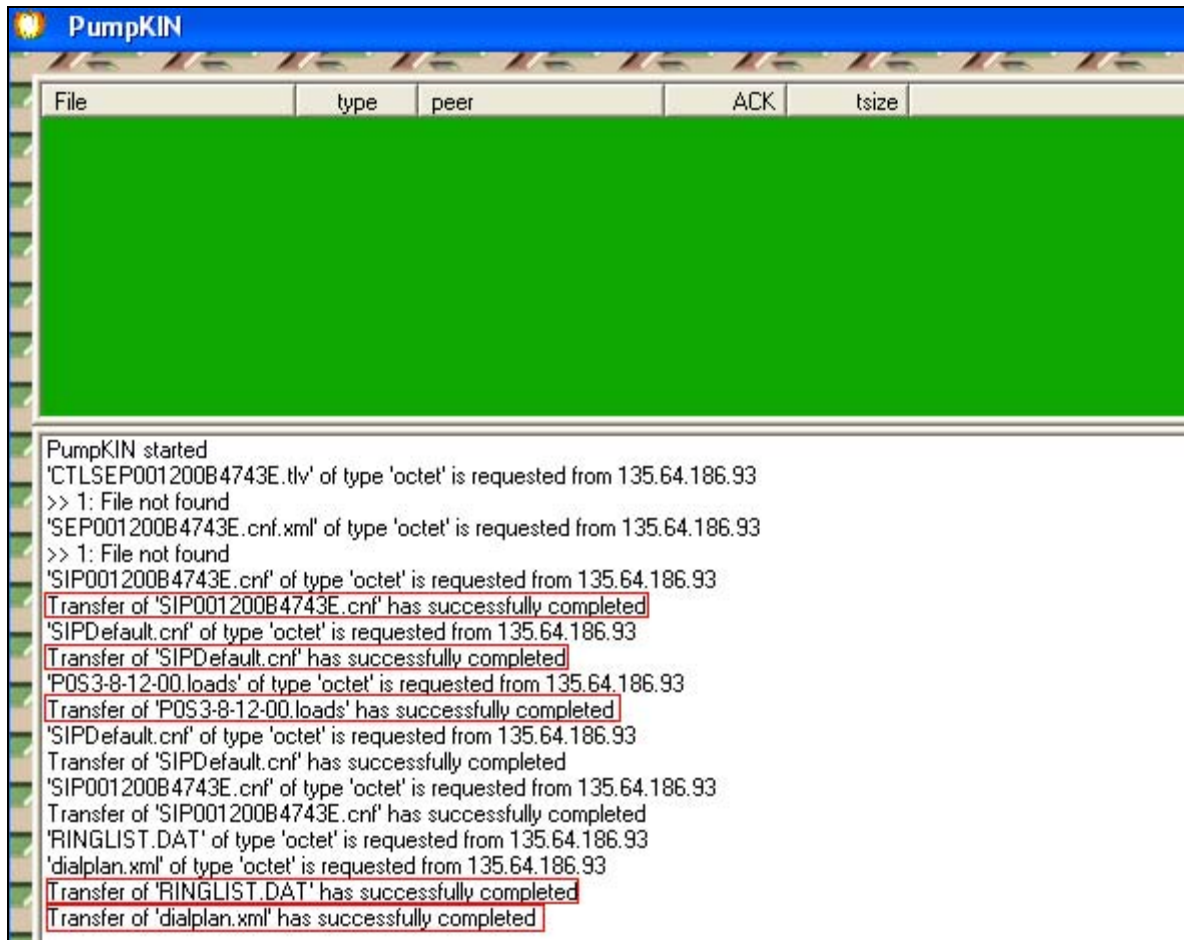 PumpKIN
File type peer ACK tsize
PumpKIN started
'CTLSEP001200B4743E.tlv' of type 'octet' is requested from 135.64.186.93
>> 1: File not found
'SEP001200B4743E.cnf.xml' of type 'octet' is requested from 135.64.186.93
>> 1: File not found
'SIP001200B4743E.cnf' of type 'octet' is requested from 135.64.186.93
Transfer of 'SIP001200B4743E.cnf' has successfully completed
'SIPDefault.cnf' of type 'octet' is requested from 135.64.186.93
Transfer of 'SIPDefault.cnf' has successfully completed
'P0S3-8-12-00.loads' of type 'octet' is requested from 135.64.186.93
Transfer of 'P0S3-8-12-00.loads' has successfully completed
'SIPDefault.cnf' of type 'octet' is requested from 135.64.186.93
Transfer of 'SIPDefault.cnf' has successfully completed
'SIP001200B4743E.cnf' of type 'octet' is requested from 135.64.186.93
Transfer of 'SIP001200B4743E.cnf' has successfully completed
'RINGLIST.DAT' of type 'octet' is requested from 135.64.186.93
'dialplan.xml' of type 'octet' is requested from 135.64.186.93
Transfer of 'RINGLIST.DAT' has successfully completed
Transfer of 'dialplan.xml' has successfully completed